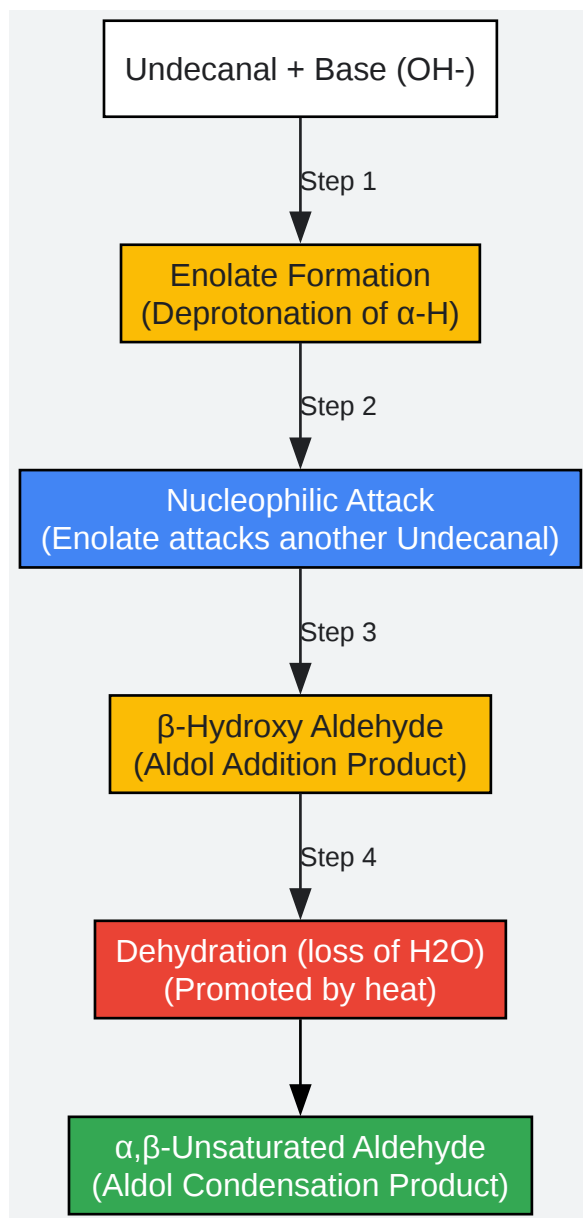 Undecanal + Base (OH-)
Step 1
Enolate Formation
(Deprotonation of α-H)
Step 2
Nucleophilic Attack
(Enolate attacks another Undecanal)
Step 3
β-Hydroxy Aldehyde
(Aldol Addition Product)
Step 4
Dehydration (loss of H2O)
(Promoted by heat)
α,β-Unsaturated Aldehyde
(Aldol Condensation Product)